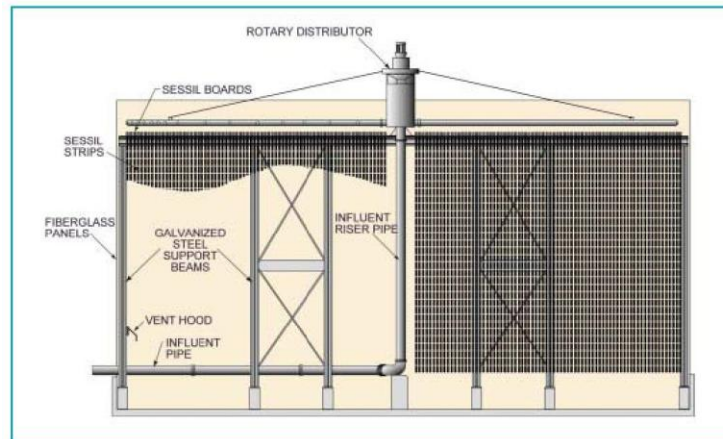 ROTARY DISTRIBUTOR
SESSIL BOARDS
SESSIL
STRIPS
FIBERGLASS
PANELS
GALVANIZED
STEEL
SUPPORT
BEAMS
INFLUENT
RISER PIPE
VENT HOOD
INFLUENT
PIPE